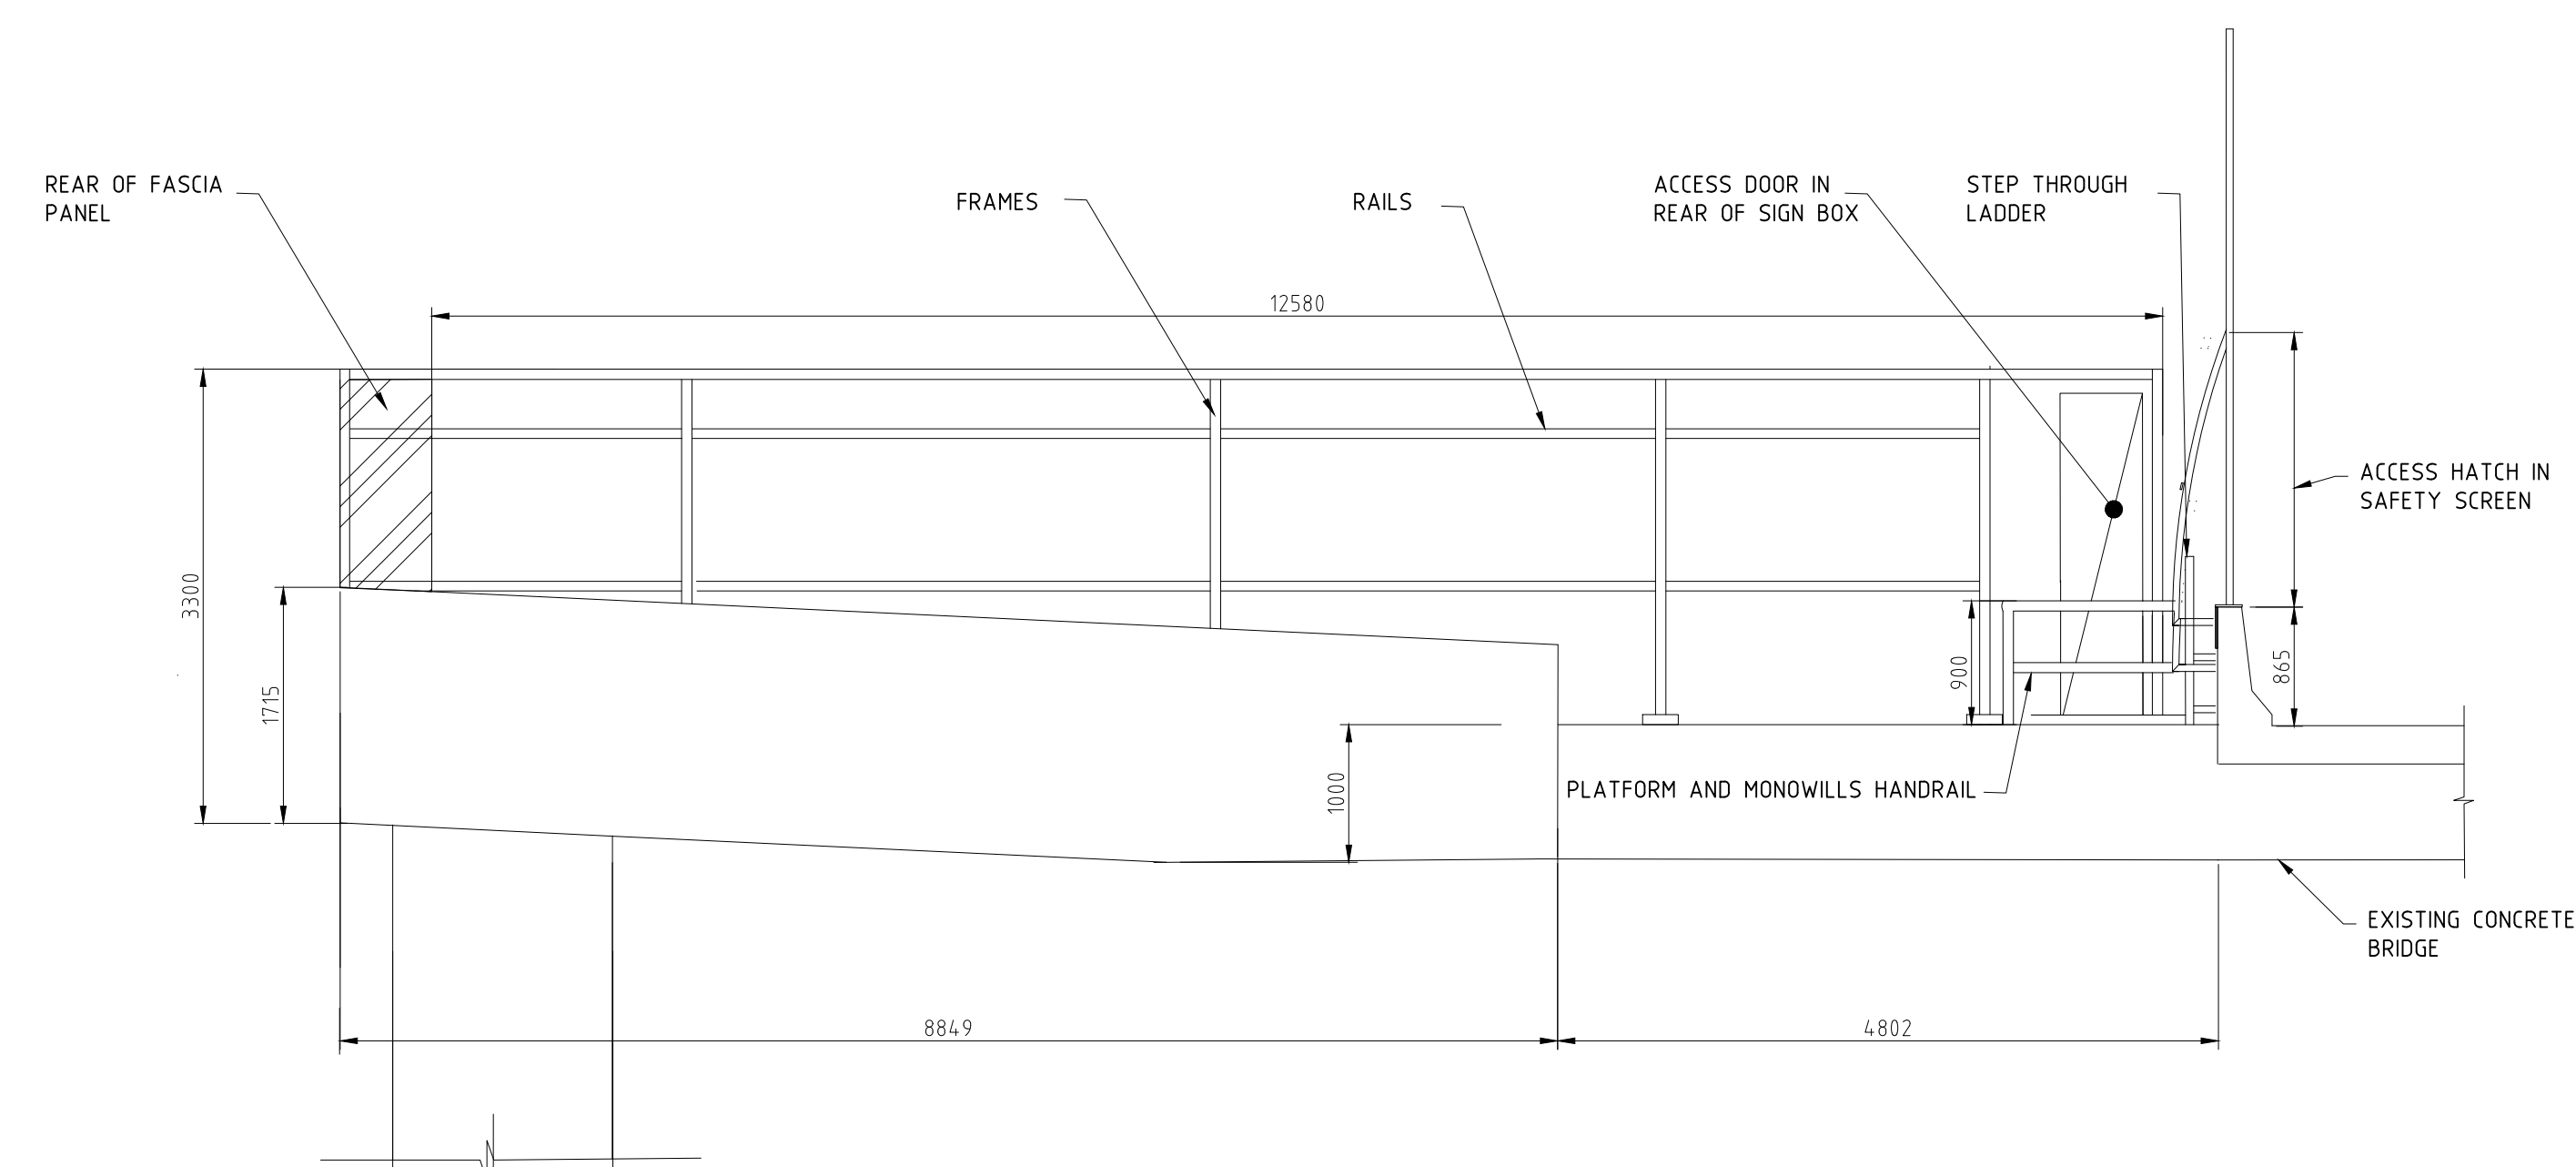 REAR OF FASCIA
PANEL
FRAMES
RAILS
ACCESS DOOR IN
REAR OF SIGN BOX
STEP THROUGH
LADDER
12580
ACCESS HATCH IN
SAFETY SCREEN
3300
1715
900
865
1000
PLATFORM AND MONOWILLS HANDRAIL
EXISTING CONCRETE
BRIDGE
8849
4802